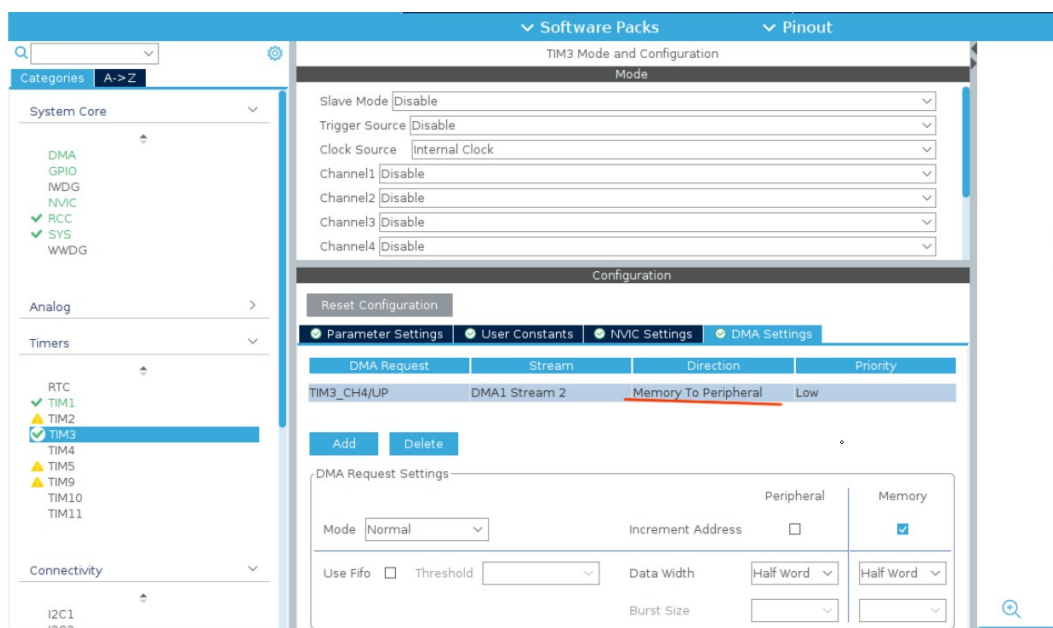 Software Packs
Pinout
TIM3 Mode and Configuration
Categories
A->Z
Mode
System Core
DMA
GPIO
IWDG
NVIC
RCC
SYS
WWDG
Analog
Timers
RTC
TIM1
TIM2
TIM3
TIM4
TIM5
TIM9
TIM10
TIM11
Connectivity
I2C1
Slave Mode Disable
Trigger Source Disable
Clock Source Internal Clock
Channel1 Disable
Channel2 Disable
Channel3 Disable
Channel4 Disable
Configuration
Reset Configuration
Parameter Settings User Constants NVIC Settings DMA Settings
DMA Request Stream Direction Priority
TIM3_CH4/UP DMA1 Stream 2 Memory To Peripheral Low
Add Delete
DMA Request Settings
Peripheral Memory
Mode Normal Increment Address
Use Fifo Threshold Data Width Half Word Half Word
Burst Size